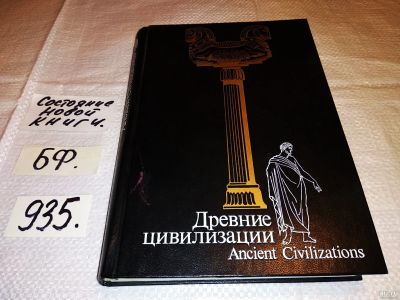 Состояние
новой
книги.
БФ.
935.
Древние
цивилизации
Ancient Civilizations